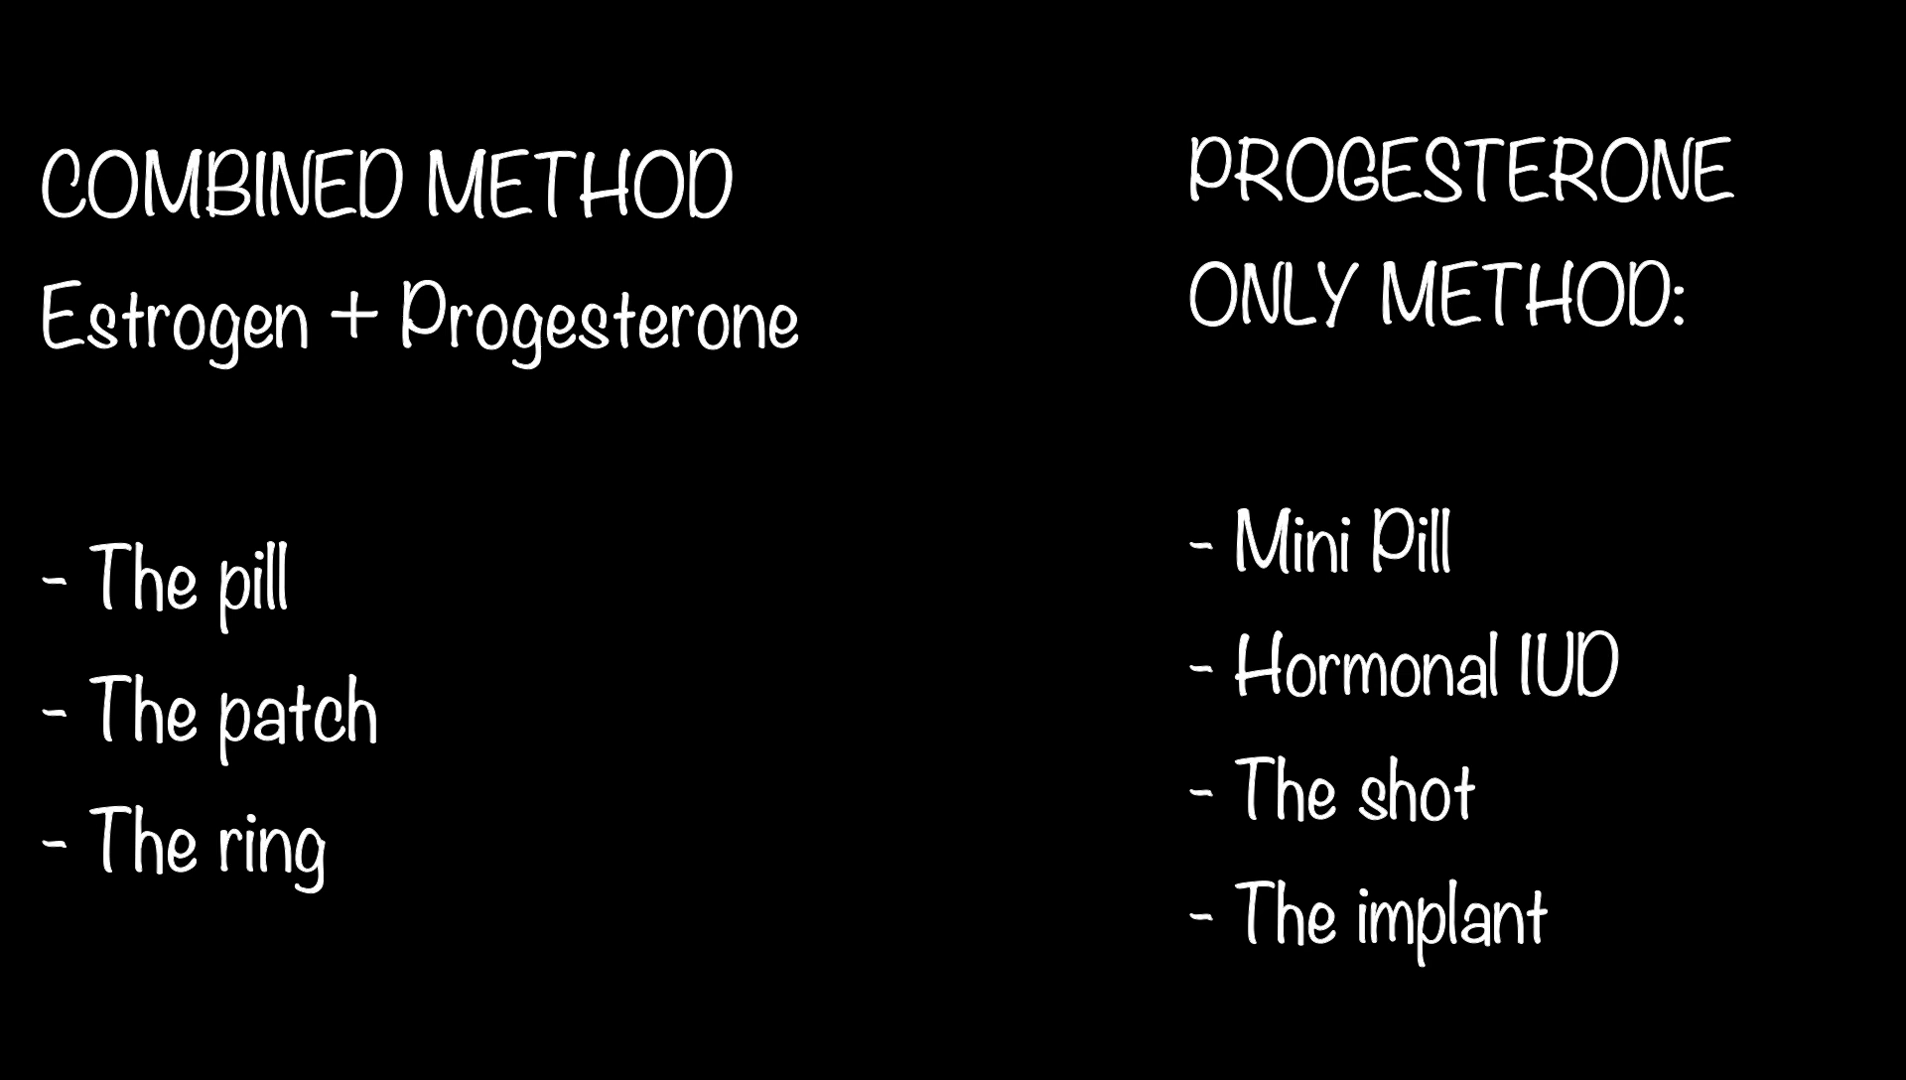 COMBINED METHOD
Estrogen + Progesterone
- The pill
- The patch
- The ring
PROGESTERONE
ONLY METHOD:
- Mini Pill
- Hormonal IUD
- The shot
- The implant